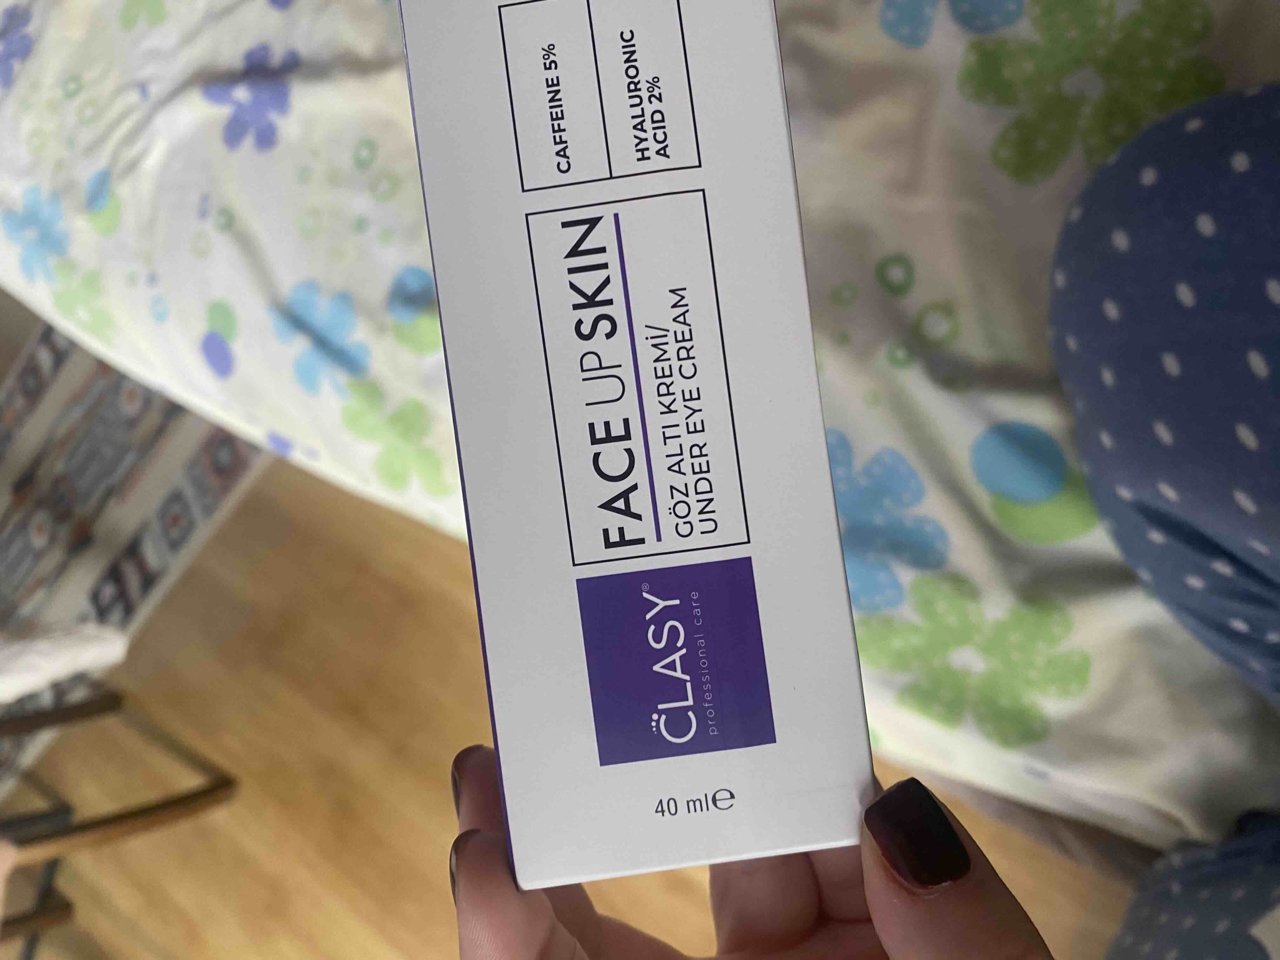 CAFFEINE 5%
HYALURONIC
ACID 2%
FACE UP SKIN
GÖZ ALTI KREMİ/
UNDER EYE CREAM
CLASY®
professional care
40 ml℮